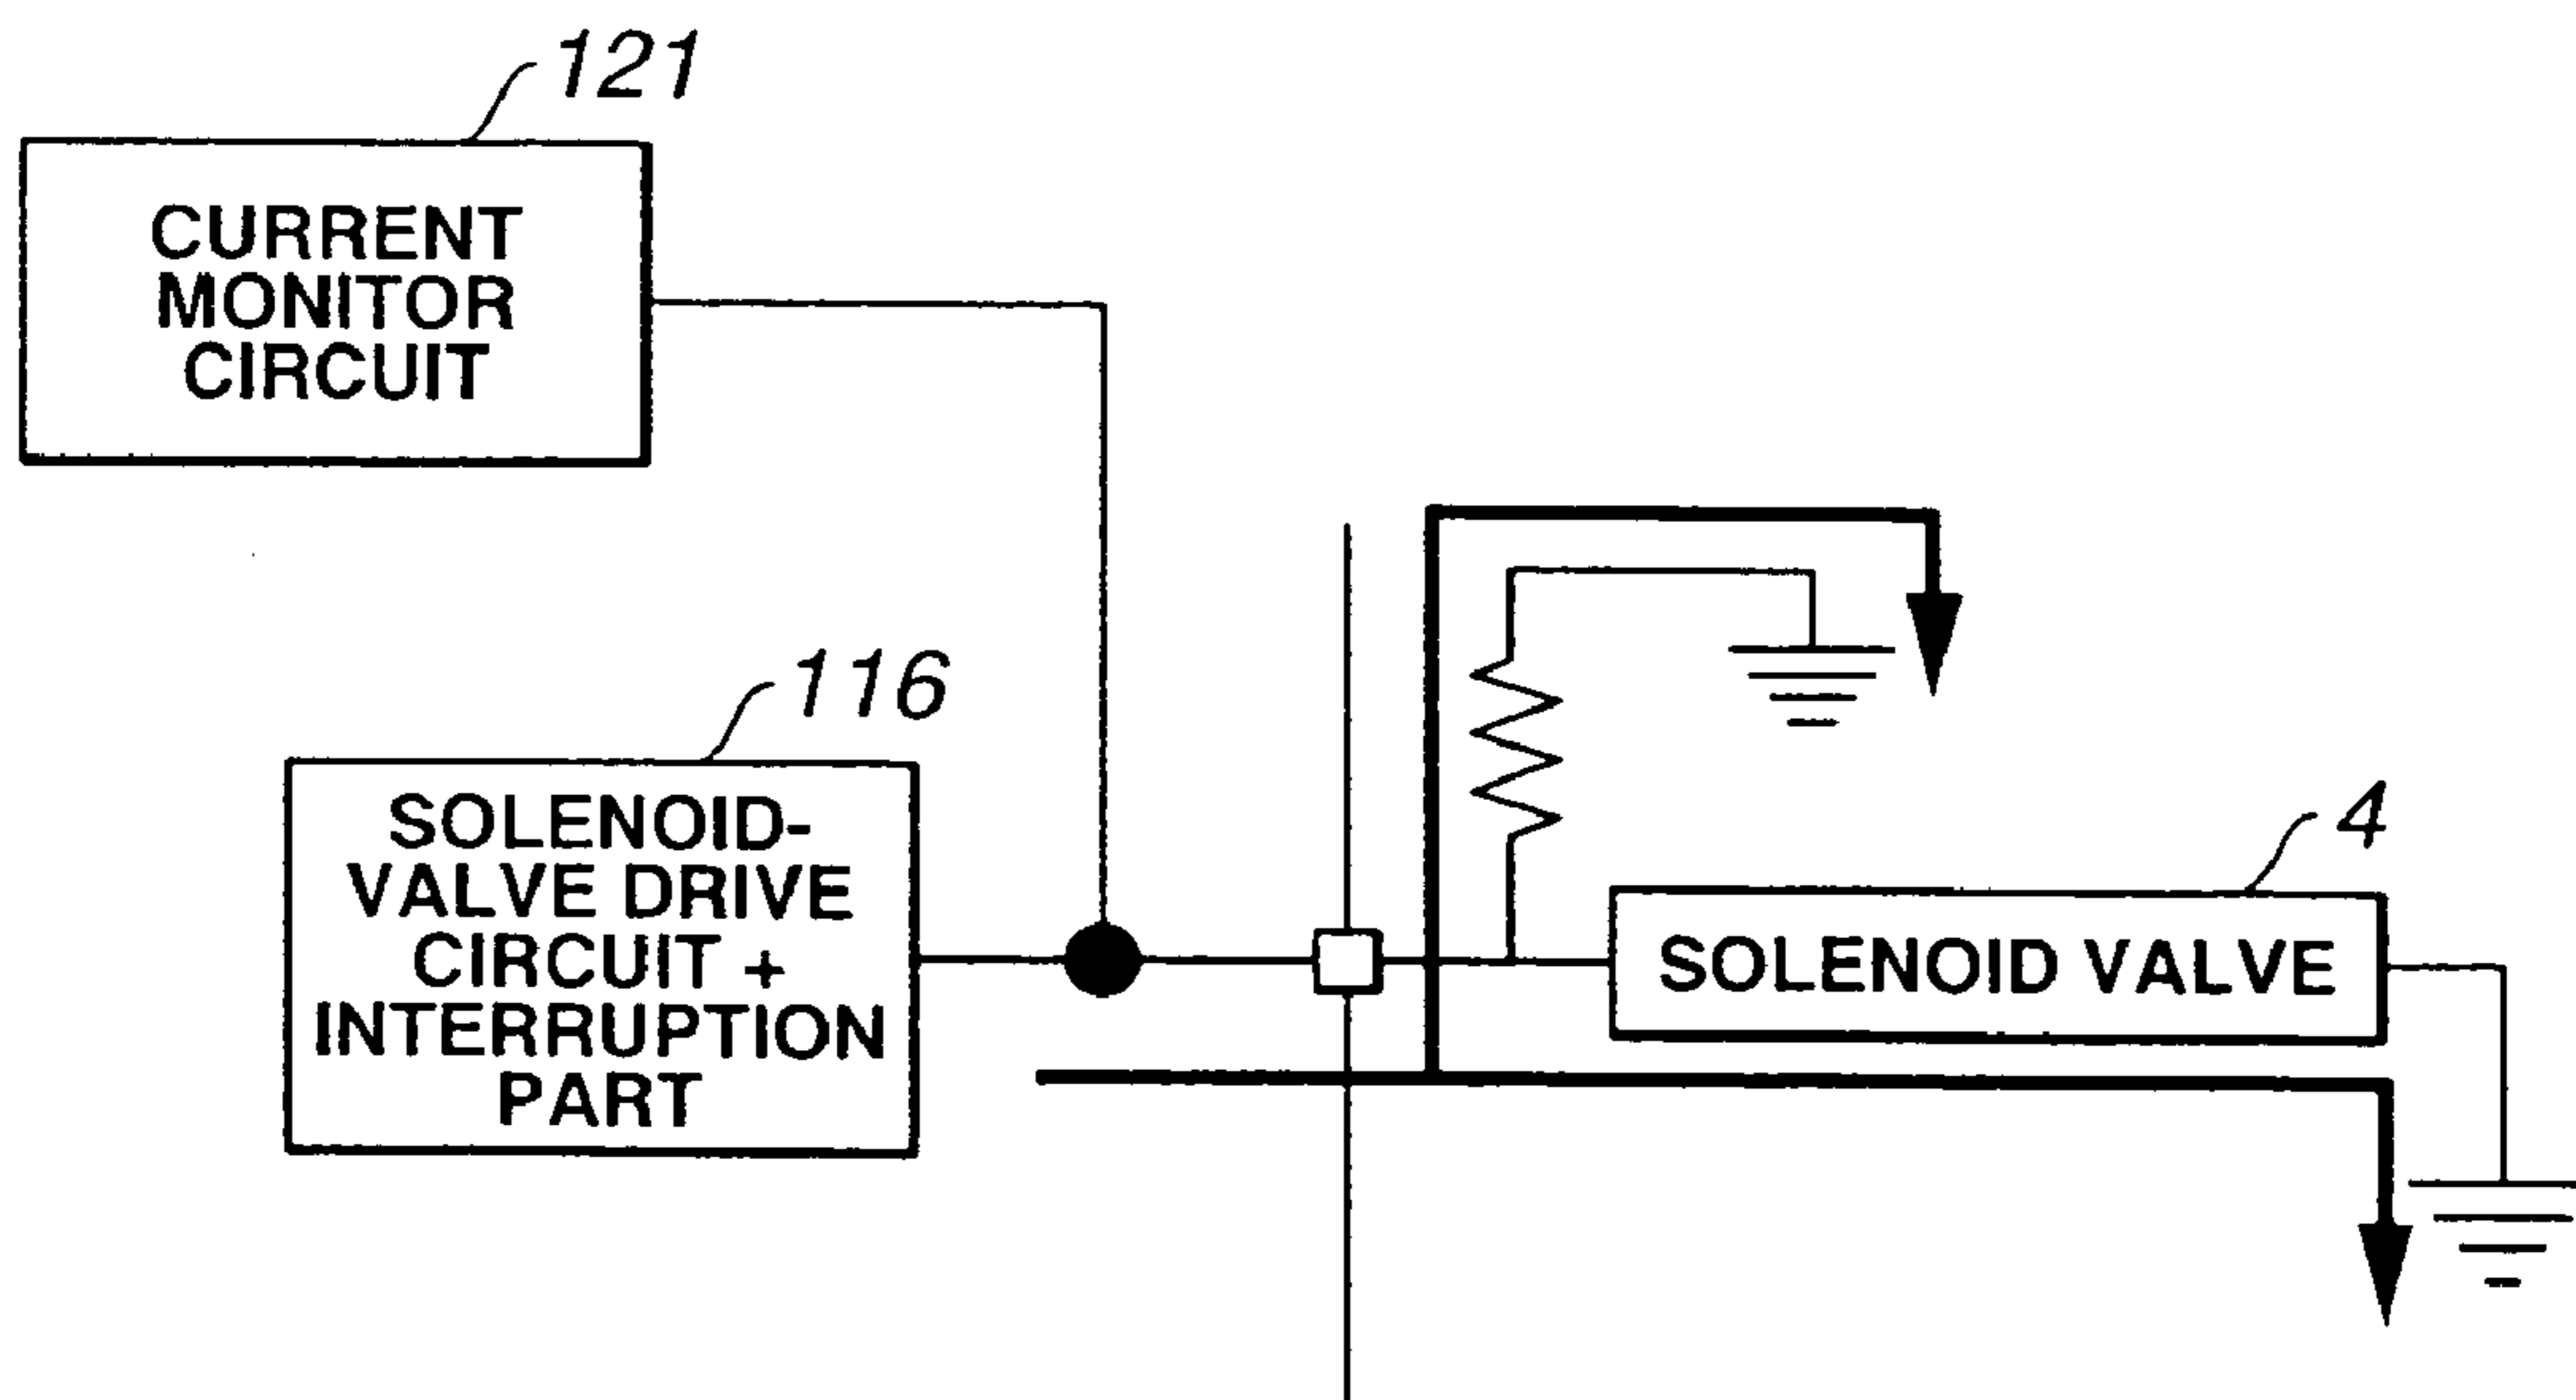 121
CURRENT
MONITOR
CIRCUIT
116
SOLENOID-
VALVE DRIVE
CIRCUIT +
INTERRUPTION
PART
4
SOLENOID VALVE